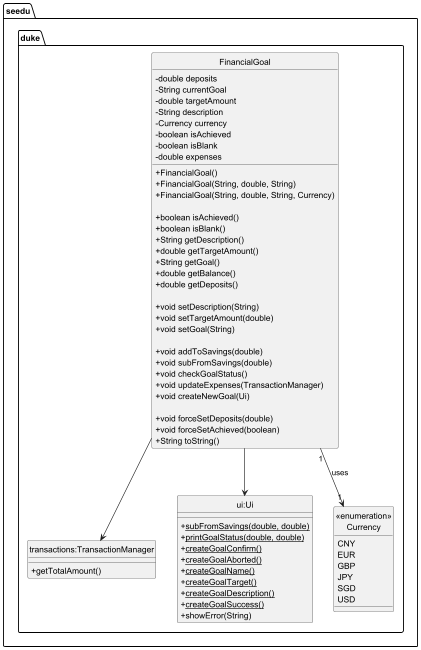 seedu
duke
FinancialGoal
-double deposits
-String currentGoal
-double targetAmount
-String description
-Currency currency
-boolean isAchieved
-boolean isBlank
-double expenses
+FinancialGoal()
+FinancialGoal(String, double, String)
+FinancialGoal(String, double, String, Currency)
+boolean isAchieved()
+boolean isBlank()
+String getDescription()
+double getTargetAmount()
+String getGoal()
+double getBalance()
+double getDeposits()
+void setDescription(String)
+void setTargetAmount(double)
+void setGoal(String)
+void addToSavings(double)
+void subFromSavings(double)
+void checkGoalStatus()
+void updateExpenses(TransactionManager)
+void createNewGoal(Ui)
+void forceSetDeposits(double)
+void forceSetAchieved(boolean)
+String toString()
1
uses
1
transactions:TransactionManager
+getTotalAmount()
ui:Ui
+subFromSavings(double, double)
+printGoalStatus(double, double)
+createGoalConfirm()
+createGoalAborted()
+createGoalName()
+createGoalTarget()
+createGoalDescription()
+createGoalSuccess()
+showError(String)
«enumeration»
Currency
CNY
EUR
GBP
JPY
SGD
USD